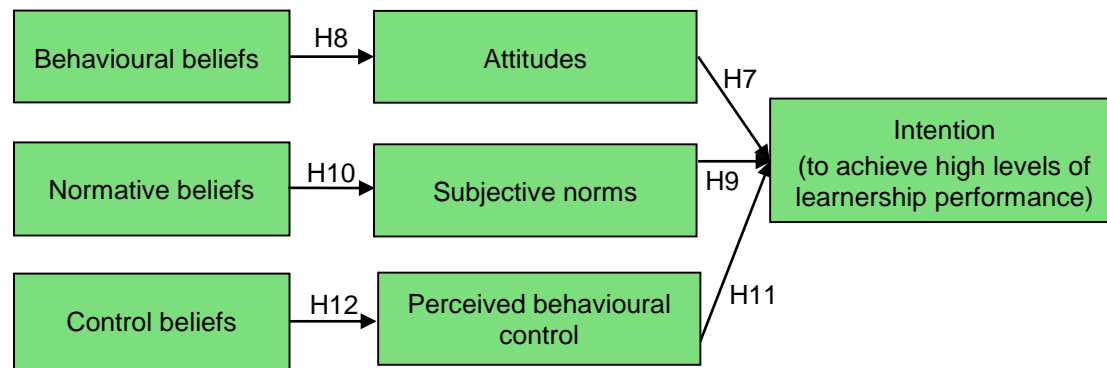 Behavioural beliefs
H8
Attitudes
H7
Intention
(to achieve high levels of
learnership performance)
Normative beliefs
H10
Subjective norms
H9
Control beliefs
H12
Perceived behavioural
control
H11